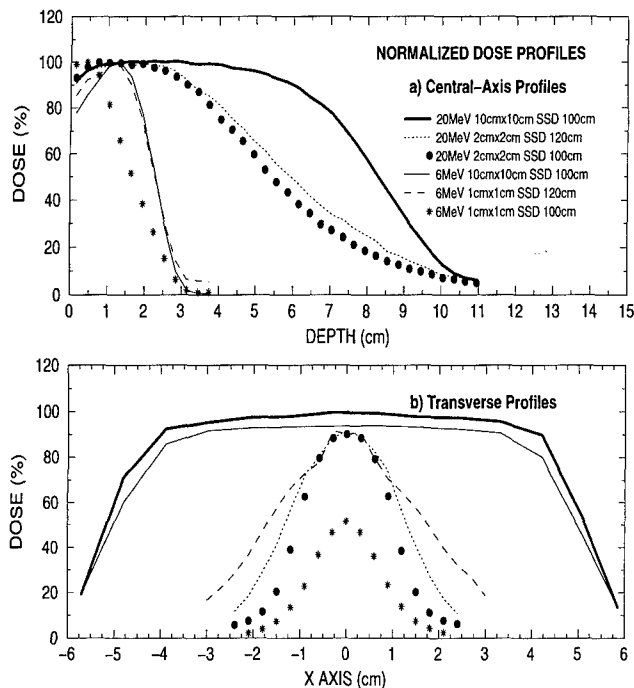 NORMALIZED DOSE PROFILES
a) Central-Axis Profiles
20MeV 10cmx10cm SSD 100cm
20MeV 2cmx2cm SSD 120cm
20MeV 2cmx2cm SSD 100cm
6MeV 10cmx10cm SSD 100cm
6MeV 1cmx1cm SSD 120cm
6MeV 1cmx1cm SSD 100cm
DOSE (%)
120
100
80
60
40
20
0
0 1 2 3 4 5 6 7 8 9 10 11 12 13 14 15
DEPTH (cm)
b) Transverse Profiles
DOSE (%)
120
100
80
60
40
20
0
-6 -5 -4 -3 -2 -1 0 1 2 3 4 5 6
X AXIS (cm)